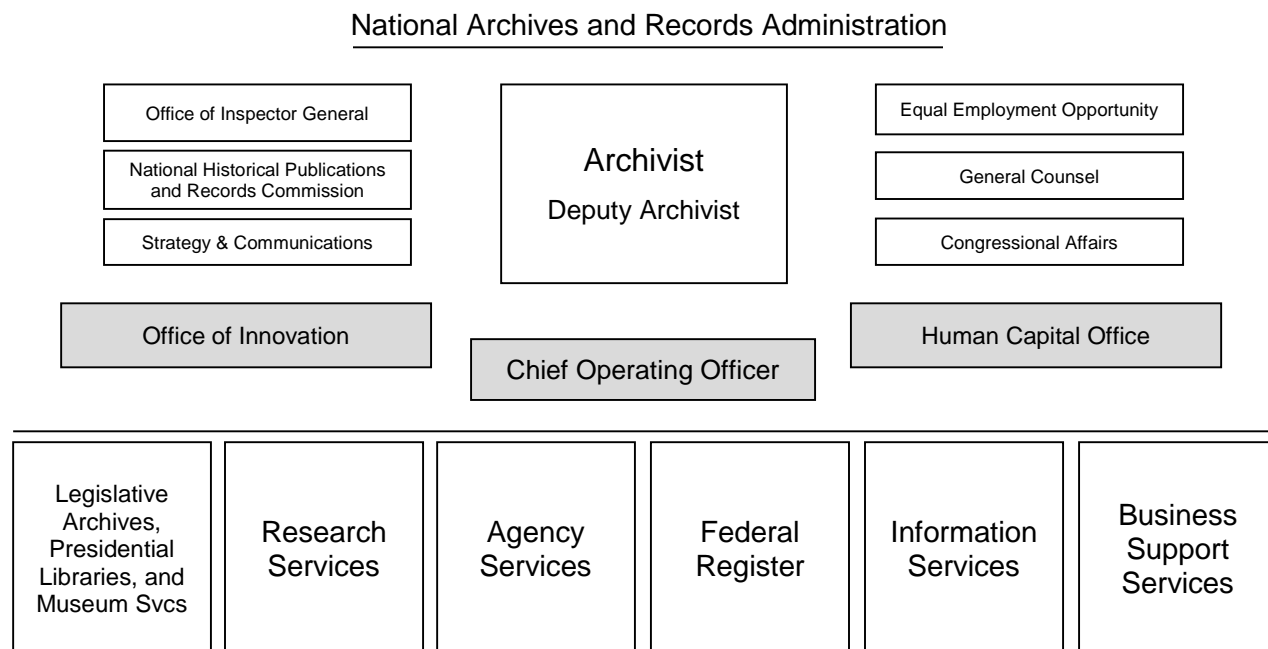 National Archives and Records Administration
Office of Inspector General
National Historical Publications
and Records Commission
Strategy & Communications
Archivist
Deputy Archivist
Equal Employment Opportunity
General Counsel
Congressional Affairs
Office of Innovation
Chief Operating Officer
Human Capital Office
Legislative
Archives,
Presidential
Libraries, and
Museum Svcs
Research
Services
Agency
Services
Federal
Register
Information
Services
Business
Support
Services